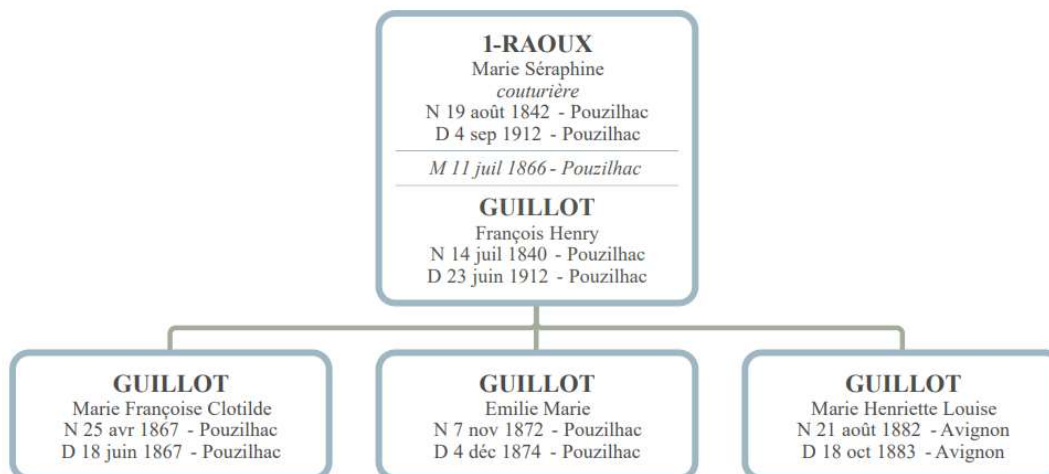 1-RAOUX
Marie Séraphine
couturière
N 19 août 1842 - Pouzilhac
D 4 sep 1912 - Pouzilhac
M 11 juil 1866 - Pouzilhac
GUILLOT
François Henry
N 14 juil 1840 - Pouzilhac
D 23 juin 1912 - Pouzilhac
GUILLOT
Marie Françoise Clotilde
N 25 avr 1867 - Pouzilhac
D 18 juin 1867 - Pouzilhac
GUILLOT
Emilie Marie
N 7 nov 1872 - Pouzilhac
D 4 déc 1874 - Pouzilhac
GUILLOT
Marie Henriette Louise
N 21 août 1882 - Avignon
D 18 oct 1883 - Avignon